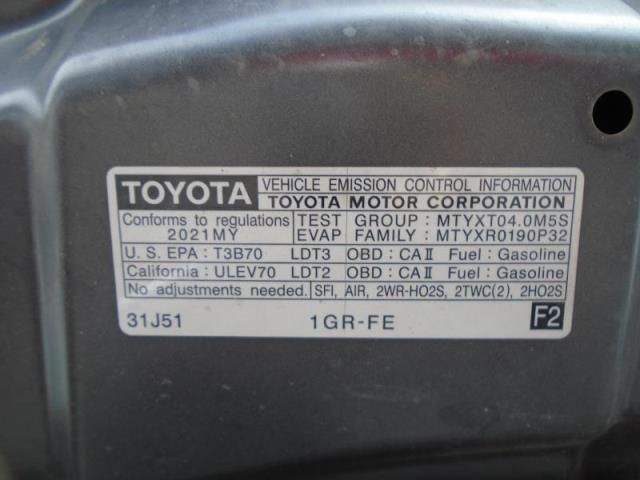 TOYOTA VEHICLE EMISSION CONTROL INFORMATION
TOYOTA MOTOR CORPORATION
Conforms to regulations TEST GROUP : MTYXT04.0M5S
2021MY EVAP FAMILY : MTYXR0190P32
U. S. EPA : T3B70 LDT3 OBD : CAⅡ Fuel : Gasoline
California : ULEV70 LDT2 OBD : CAⅡ Fuel : Gasoline
No adjustments needed. SFI, AIR, 2WR-HO2S, 2TWC(2), 2HO2S
31J51 1GR-FE F2